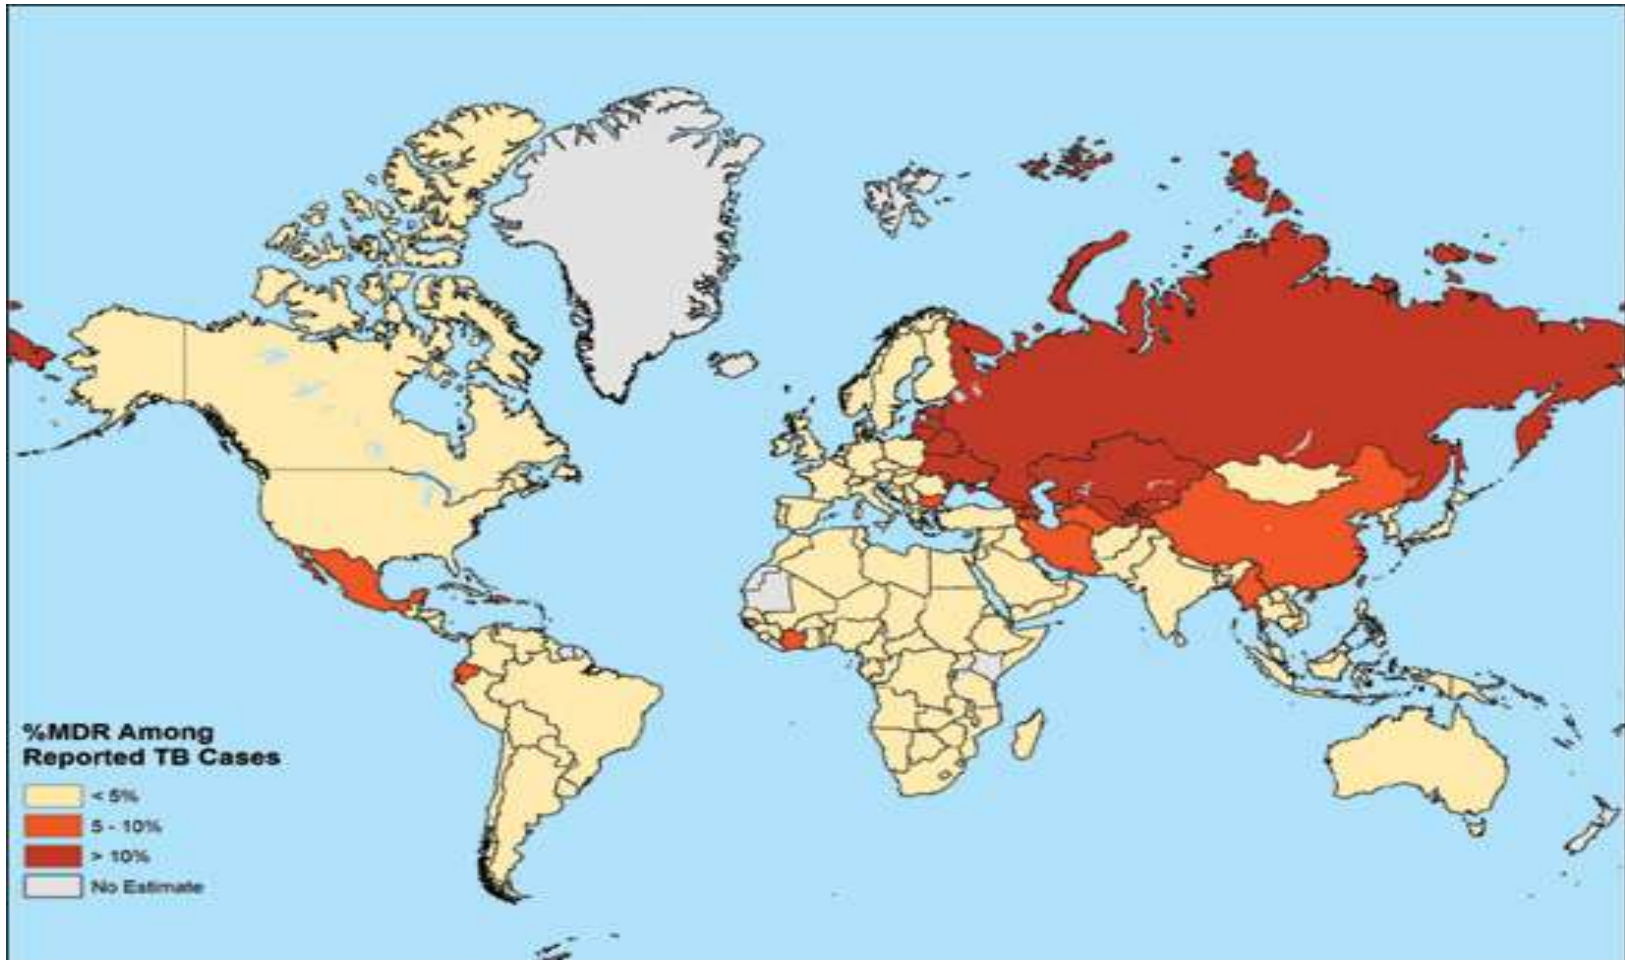 %MDR Among
Reported TB Cases
< 5%
5 - 10%
> 10%
No Estimate